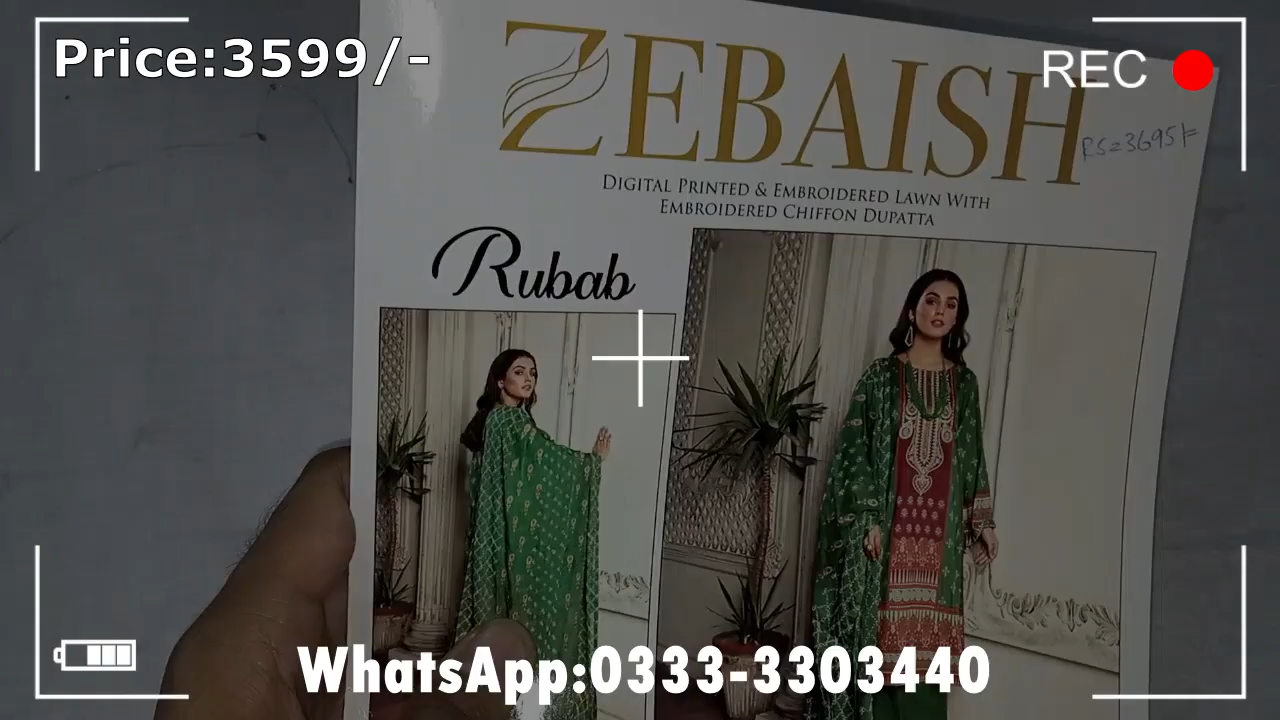 Price:3599/-
REC
ZEBAISH
RS=3695/=
DIGITAL PRINTED & EMBROIDERED LAWN WITH
EMBROIDERED CHIFFON DUPATTA
Rubab
WhatsApp:0333-3303440